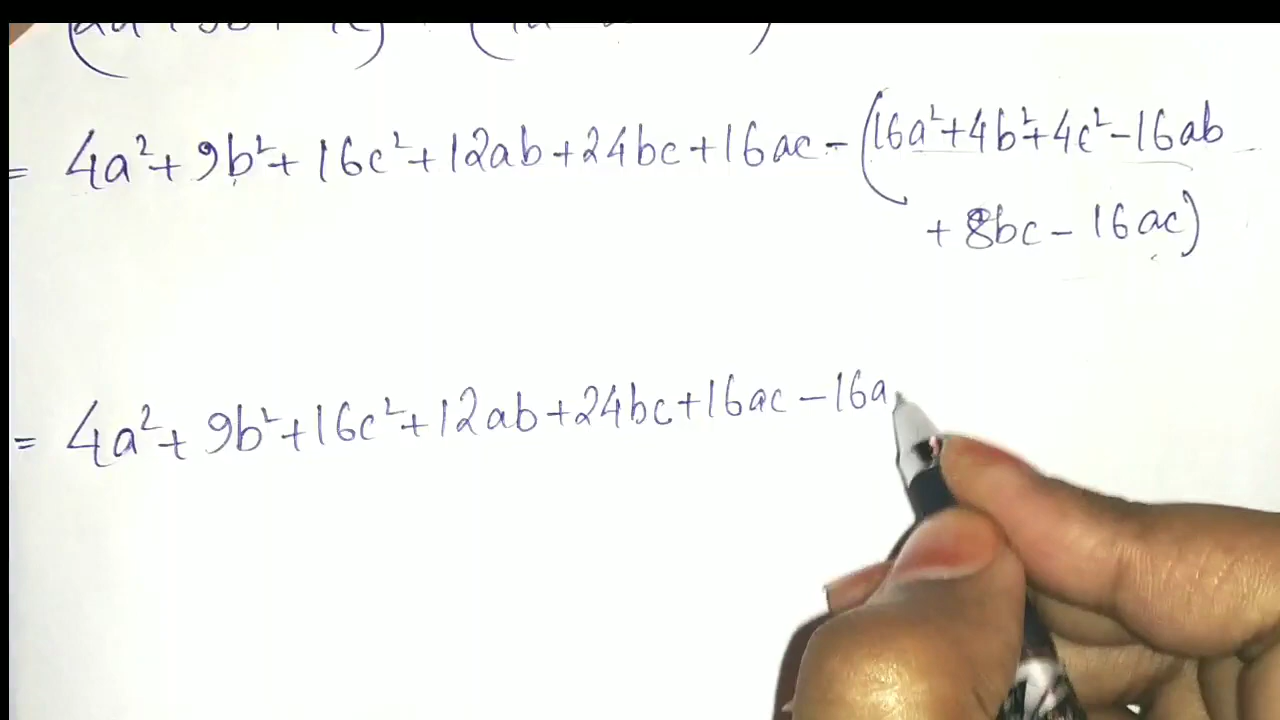 = 4a²+ 9b²+ 16c²+12ab+24bc+16ac-(16a²+4b²+4c²-16ab
+ 8bc - 16ac)
= 4a²+ 9b²+16c²+12ab+24bc+16ac-16a